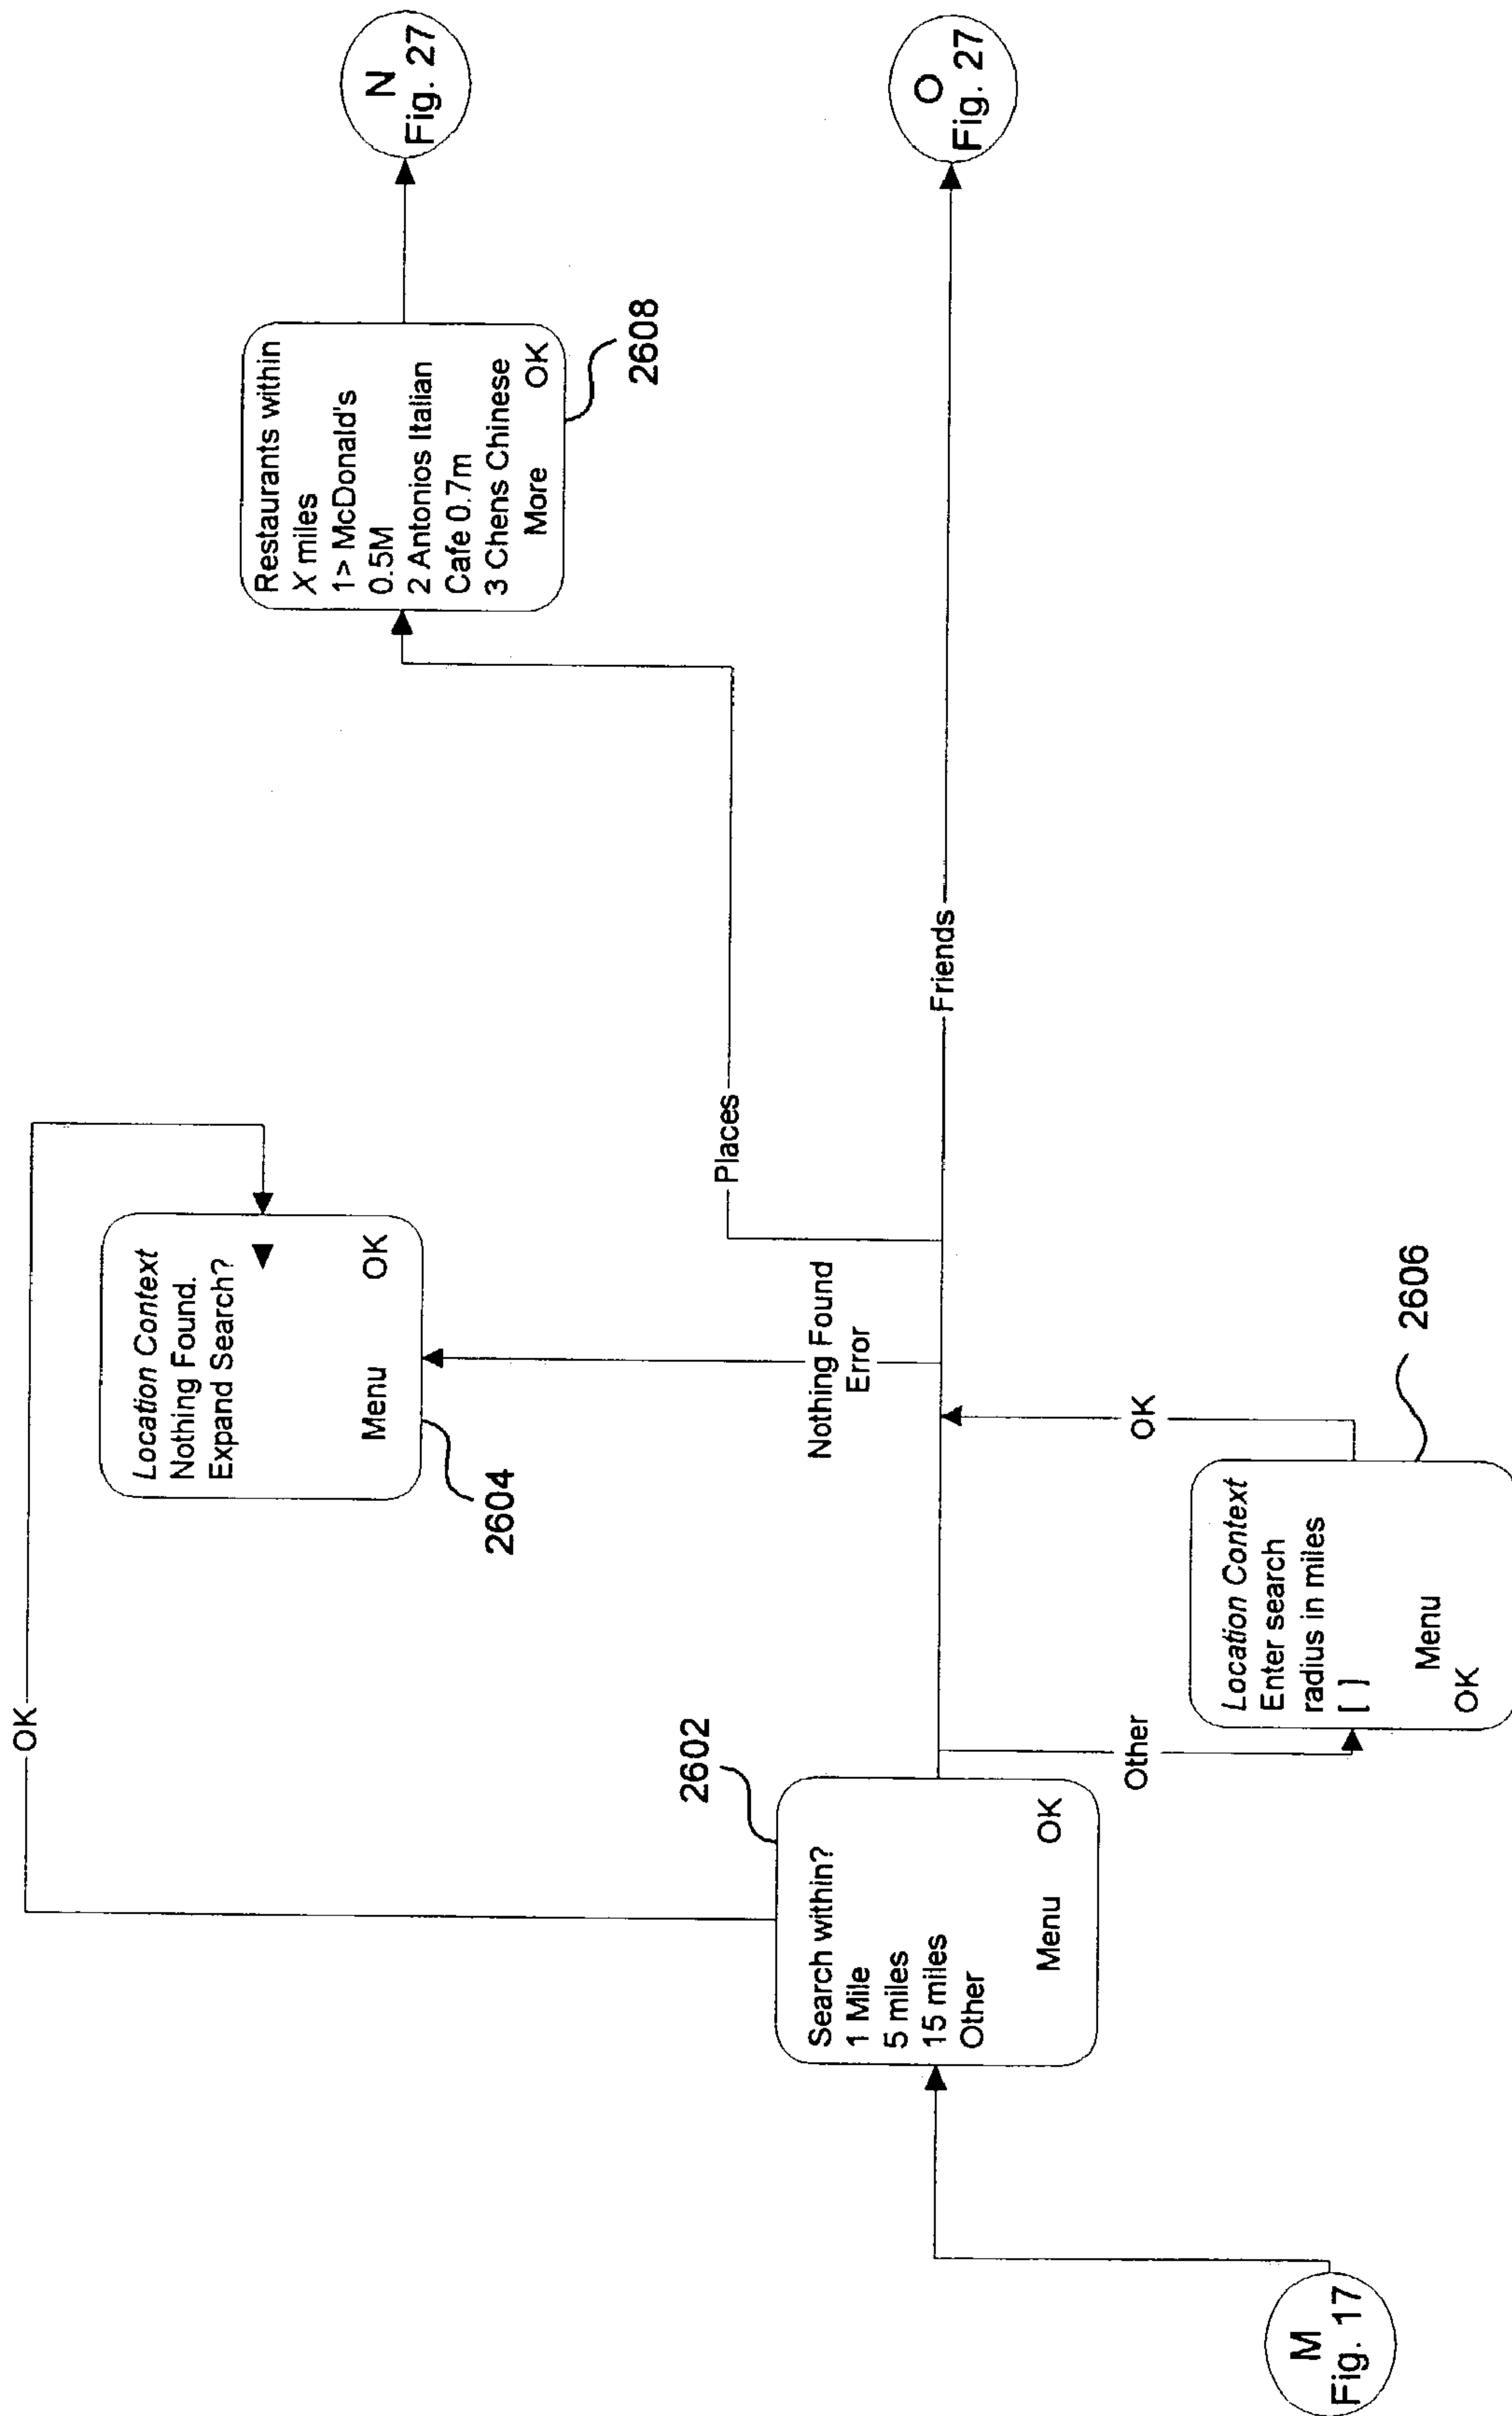 OK
Location Context
Nothing Found.
Expand Search?
Menu OK
2604
Restaurants within
X miles
1> McDonald's
0.5M
2 Antonios Italian
Cafe 0.7m
3 Chens Chinese
More OK
2608
N
Fig. 27
Places
Nothing Found
Error
2602
Search within?
1 Mile
5 miles
15 miles
Other
Menu OK
Friends
O
Fig. 27
Other
OK
Location Context
Enter search
radius in miles
[ ]
Menu
OK
2606
M
Fig. 17